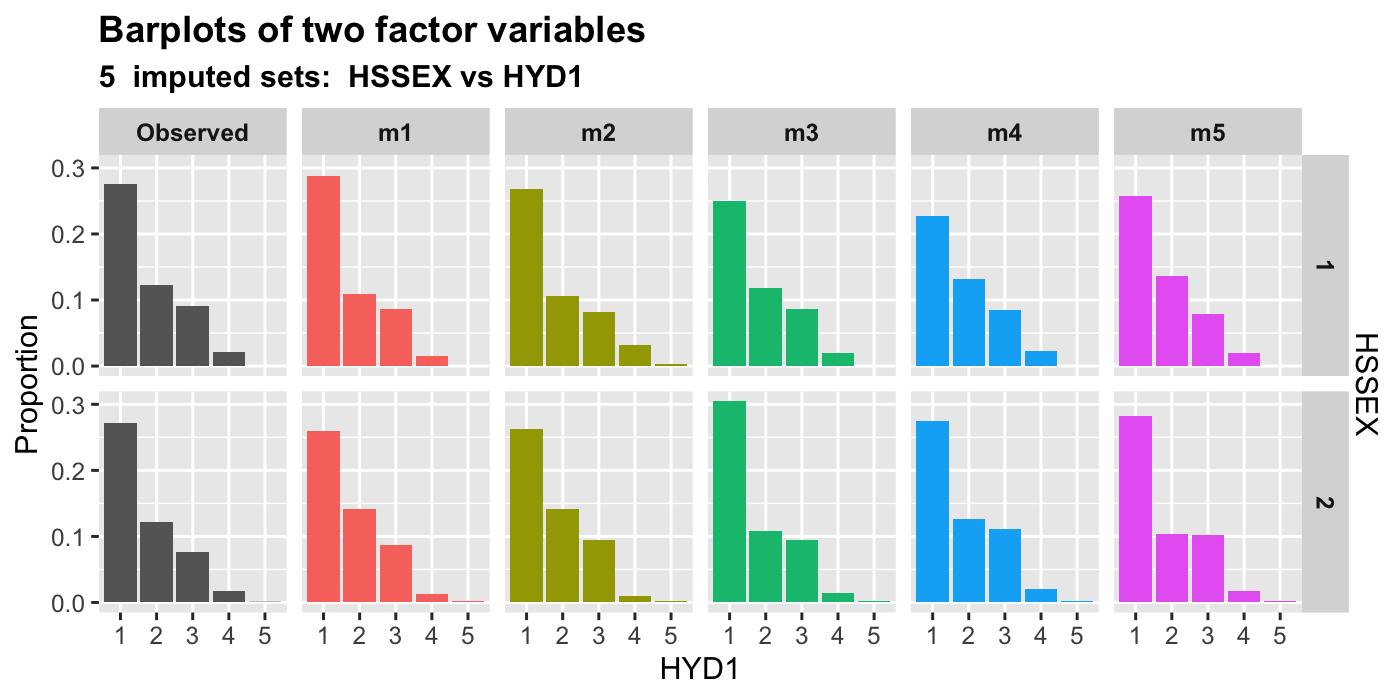 Barplots of two factor variables
5 imputed sets: HSSEX vs HYD1
Observed m1 m2 m3 m4 m5
0.3
0.2
0.1
0.0
1
Proportion
HSSEX
0.3
0.2
0.1
0.0
2
1 2 3 4 5 1 2 3 4 5 1 2 3 4 5 1 2 3 4 5 1 2 3 4 5 1 2 3 4 5
HYD1